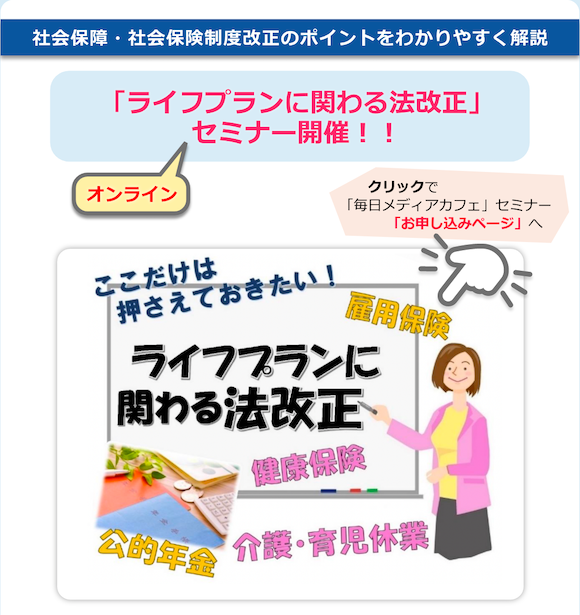 社会保障・社会保険制度改正のポイントをわかりやすく解説
「ライフプランに関わる法改正」
セミナー開催！！
オンライン
クリックで
「毎日メディアカフェ」セミナー
「お申し込みページ」へ
ここだけは
押さえておきたい！
雇用保険
ライフプランに
関わる法改正
健康保険
公的年金
介護・育児休業